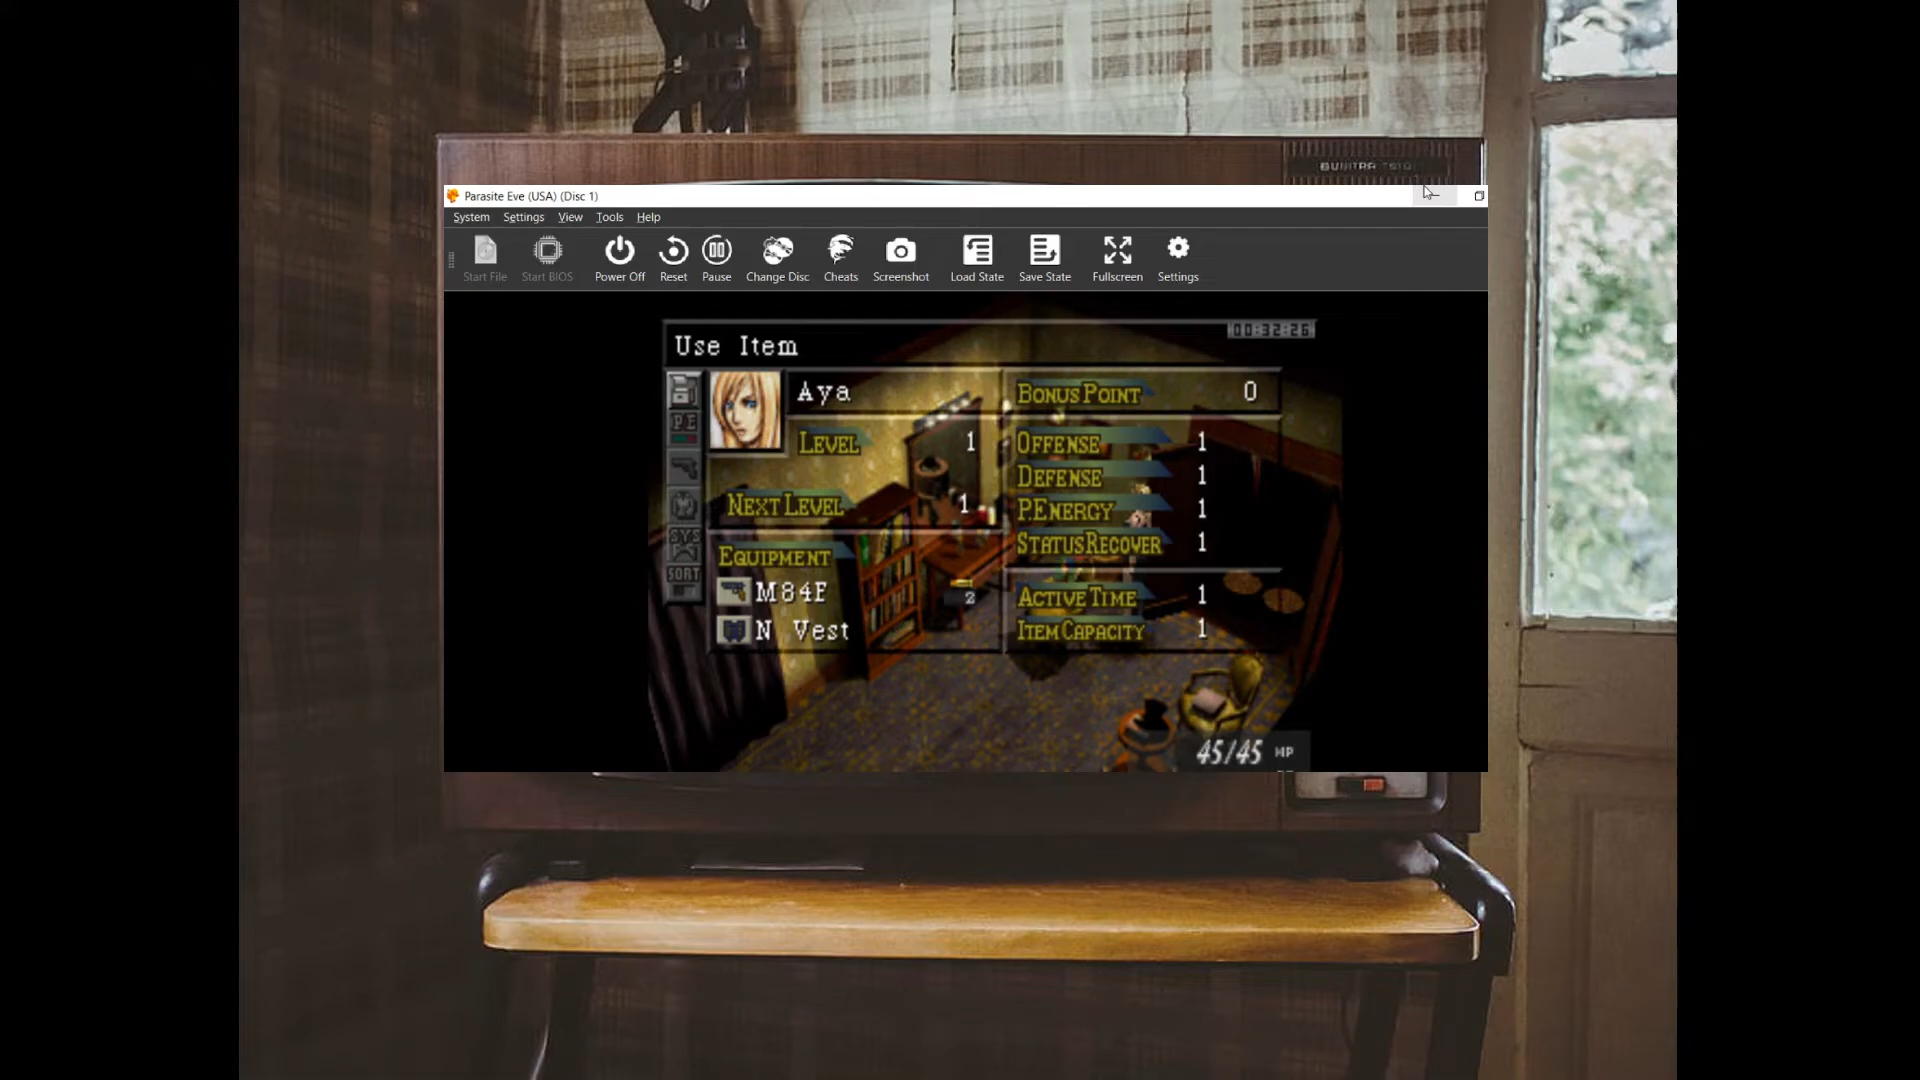 Parasite Eve (USA) (Disc 1)
System Settings View Tools Help
Start File Start BIOS Power Off Reset Pause Change Disc Cheats Screenshot Load State Save State Fullscreen Settings
00:32:26
Use Item
Aya
LEVEL 1
NEXT LEVEL 1
EQUIPMENT
M84F 2
N Vest
PE
SYS
SORT
BONUS POINT 0
OFFENSE 1
DEFENSE 1
P.ENERGY 1
STATUS RECOVER 1
ACTIVE TIME 1
ITEM CAPACITY 1
45/45 HP